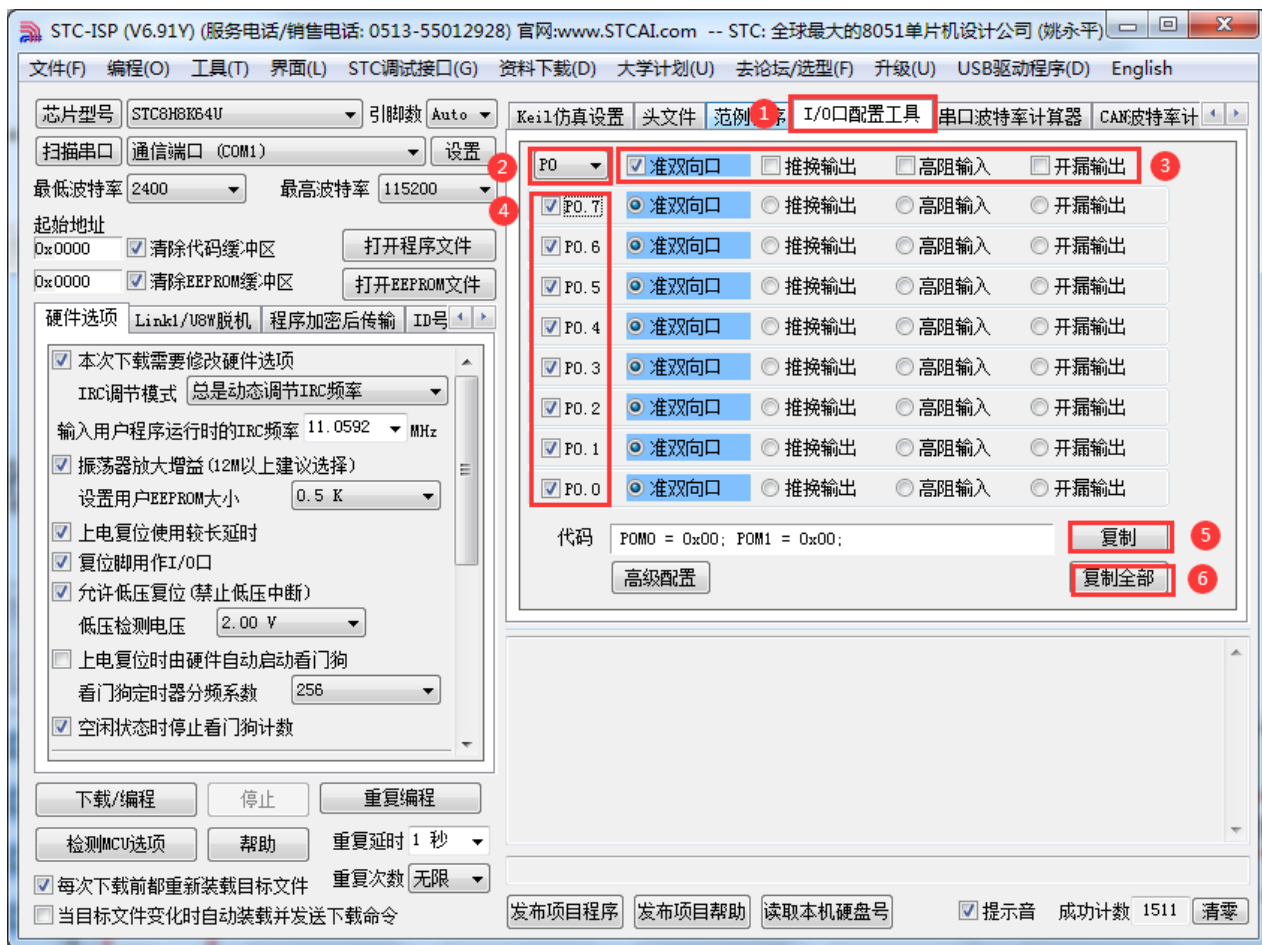 STC-ISP (V6.91Y) (服务电话/销售电话: 0513-55012928) 官网:www.STCAI.com -- STC: 全球最大的8051单片机设计公司 (姚永平)
文件(F) 编程(O) 工具(T) 界面(L) STC调试接口(G) 资料下载(D) 大学计划(U) 去论坛/选型(F) 升级(U) USB驱动程序(D) English
芯片型号 STC8H8K64U 引脚数 Auto
扫描串口 通信端口 (COM1) 设置
最低波特率 2400 最高波特率 115200
起始地址
0x0000 清除代码缓冲区 打开程序文件
0x0000 清除EEPROM缓冲区 打开EEPROM文件
硬件选项 Link1/U8W脱机 程序加密后传输 ID号
本次下载需要修改硬件选项
IRC调节模式 总是动态调节IRC频率
输入用户程序运行时的IRC频率 11.0592 MHz
振荡器放大增益(12M以上建议选择)
设置用户EEPROM大小 0.5 K
上电复位使用较长延时
复位脚用作I/O口
允许低压复位(禁止低压中断)
低压检测电压 2.00 V
上电复位时由硬件自动启动看门狗
看门狗定时器分频系数 256
空闲状态时停止看门狗计数
下载/编程 停止 重复编程
检测MCU选项 帮助 重复延时 1 秒
每次下载前都重新装载目标文件 重复次数 无限
当目标文件变化时自动装载并发送下载命令
Keil仿真设置 头文件 范例 1 序 I/O口配置工具 串口波特率计算器 CAN波特率计
2 P0 准双向口 推挽输出 高阻输入 开漏输出 3
4 P0.7 准双向口 推挽输出 高阻输入 开漏输出
P0.6 准双向口 推挽输出 高阻输入 开漏输出
P0.5 准双向口 推挽输出 高阻输入 开漏输出
P0.4 准双向口 推挽输出 高阻输入 开漏输出
P0.3 准双向口 推挽输出 高阻输入 开漏输出
P0.2 准双向口 推挽输出 高阻输入 开漏输出
P0.1 准双向口 推挽输出 高阻输入 开漏输出
P0.0 准双向口 推挽输出 高阻输入 开漏输出
代码 P0M0 = 0x00; P0M1 = 0x00; 复制 5
高级配置 复制全部 6
发布项目程序 发布项目帮助 读取本机硬盘号 提示音 成功计数 1511 清零